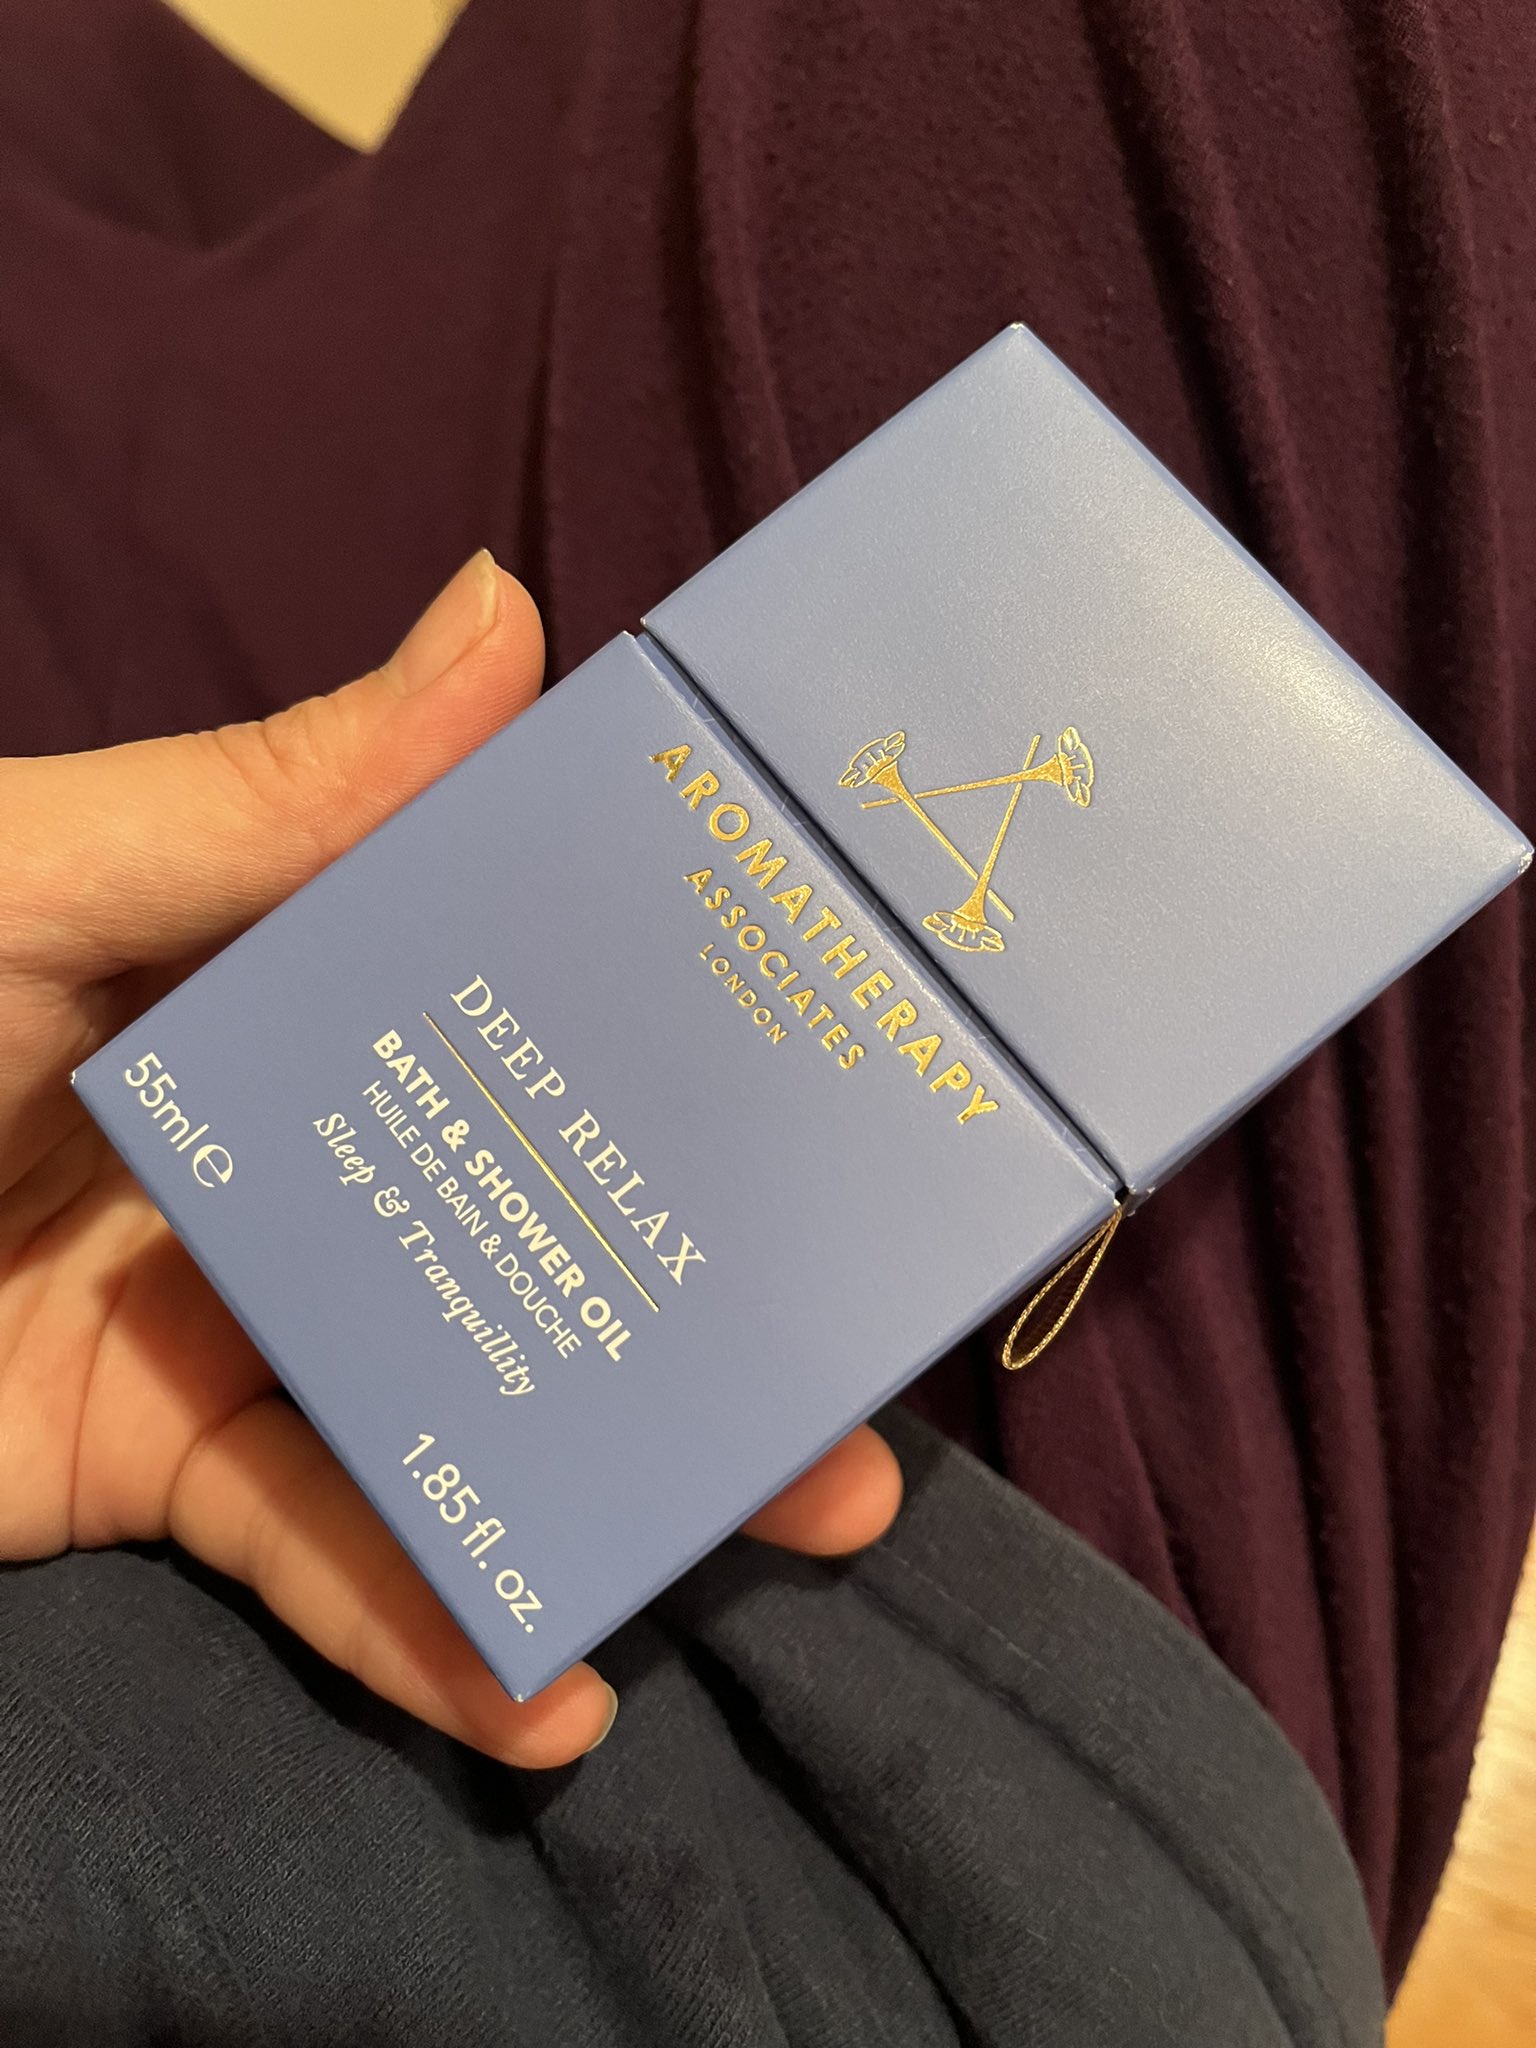 AROMATHERAPY
ASSOCIATES
LONDON
DEEP RELAX
BATH & SHOWER OIL
HUILE DE BAIN & DOUCHE
Sleep & Tranquillity
55ml ℮
1.85 fl. oz.